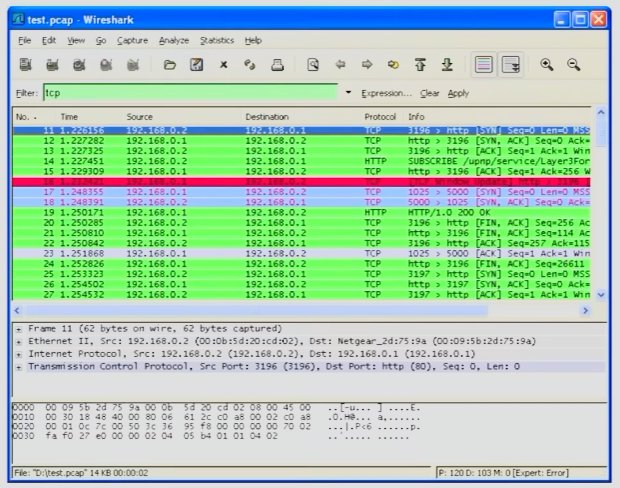 test.pcap - Wireshark
File Edit View Go Capture Analyze Statistics Help
Filter: tcp Expression... Clear Apply
No. . Time Source Destination Protocol Info
11 1.226156 192.168.0.2 192.168.0.1 TCP 3196 > http [SYN] Seq=0 Len=0 MSS
12 1.227282 192.168.0.1 192.168.0.2 TCP http > 3196 [SYN, ACK] Seq=0 Ack=
13 1.227325 192.168.0.2 192.168.0.1 TCP 3196 > http [ACK] Seq=1 Ack=1 Win
14 1.227451 192.168.0.2 192.168.0.1 HTTP SUBSCRIBE /upnp/service/Layer3For
15 1.229309 192.168.0.1 192.168.0.2 TCP http > 3196 [ACK] Seq=1 Ack=256 W
16 1.232421 192.168.0.1 192.168.0.2 TCP [TCP Window Update] http > 3196
17 1.248355 192.168.0.1 192.168.0.2 TCP 1025 > 5000 [SYN] Seq=0 Len=0 MSS
18 1.248391 192.168.0.2 192.168.0.1 TCP 5000 > 1025 [SYN, ACK] Seq=0 Ack=
19 1.250171 192.168.0.1 192.168.0.2 HTTP HTTP/1.0 200 OK
20 1.250285 192.168.0.2 192.168.0.1 TCP 3196 > http [FIN, ACK] Seq=256 Ac
21 1.250810 192.168.0.1 192.168.0.2 TCP http > 3196 [FIN, ACK] Seq=114 Ac
22 1.250842 192.168.0.2 192.168.0.1 TCP 3196 > http [ACK] Seq=257 Ack=115
23 1.251868 192.168.0.1 192.168.0.2 TCP 1025 > 5000 [ACK] Seq=1 Ack=1 Win
24 1.252826 192.168.0.1 192.168.0.2 TCP http > 3196 [FIN, ACK] Seq=26611
25 1.253323 192.168.0.2 192.168.0.1 TCP 3197 > http [SYN] Seq=0 Len=0 MSS
26 1.254502 192.168.0.1 192.168.0.2 TCP http > 3197 [SYN, ACK] Seq=0 Ack=
27 1.254532 192.168.0.2 192.168.0.1 TCP 3197 > http [ACK] Seq=1 Ack=1 Win
Frame 11 (62 bytes on wire, 62 bytes captured)
Ethernet II, Src: 192.168.0.2 (00:0b:5d:20:cd:02), Dst: Netgear_2d:75:9a (00:09:5b:2d:75:9a)
Internet Protocol, Src: 192.168.0.2 (192.168.0.2), Dst: 192.168.0.1 (192.168.0.1)
Transmission Control Protocol, Src Port: 3196 (3196), Dst Port: http (80), Seq: 0, Len: 0
0000 00 09 5b 2d 75 9a 00 0b 5d 20 cd 02 08 00 45 00 ..[-u... ] ....E.
0010 00 30 18 48 40 00 80 06 61 2c c0 a8 00 02 c0 a8 .0.H@... a,......
0020 00 01 0c 7c 00 50 3c 36 95 f8 00 00 00 00 70 02 ...|.P<6 ......p.
0030 fa f0 27 e0 00 00 02 04 05 b4 01 01 04 02 ..'..... ......
File: "D:\test.pcap" 14 KB 00:00:02 P: 120 D: 103 M: 0 [Expert: Error]